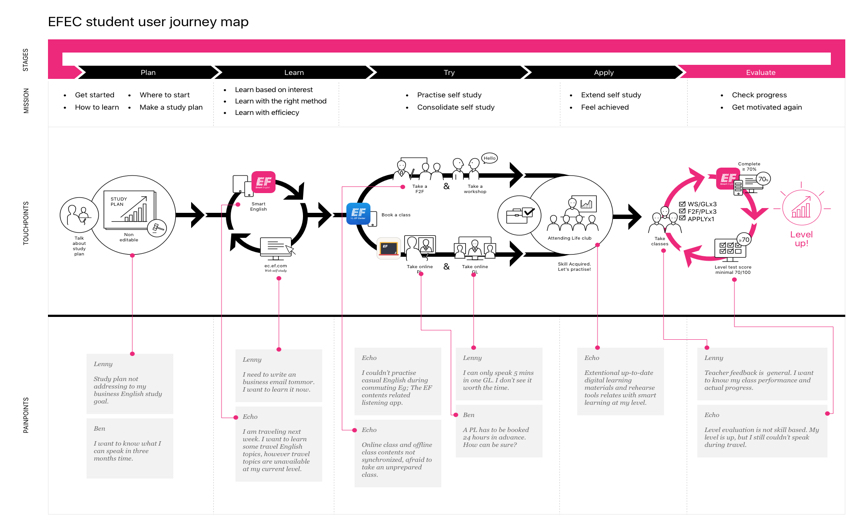 EFEC student user journey map
STAGES
Plan
Learn
Try
Apply
Evaluate
MISSION
Get started
How to learn
Where to start
Make a study plan
Learn based on interest
Learn with the right method
Learn with efficiecy
Practise self study
Consolidate self study
Extend self study
Feel achieved
Check progress
Get motivated again
TOUCHPOINTS
Talk
about
study
plan
STUDY
PLAN
Non
editable
EF
Smart
English
ec.ef.com
EF
Book a class
Take a
F2F
&
Take a
workshop
Hello
Take online
&
Take online
Attending Life club
Skill Acquired.
Let's practise!
Take
classes
WS/GLx3
F2F/PLx3
APPLYx1
EF
Complete
≥ 70%
70%
>70
Level test score
minimal 70/100
Level
up!
PAINPOINTS
Lenny
Study plan not
addressing to my
business English study
goal.
Ben
I want to know what I
can speak in three
months time.
Lenny
I need to write an
business email tommor.
I want to learn it now.
Echo
I am traveling next
week. I want to learn
some travel English
topics, however travel
topics are unavailable
at my current level.
Echo
I couldn't practise
casual English during
commuting Eg; The EF
contents related
listening app.
Echo
Online class and offline
class contents not
synchronized, afraid to
take an unprepared
class.
Lenny
I can only speak 5 mins
in one GL. I don't see it
worth the time.
Ben
A PL has to be booked
24 hours in advance.
How can be sure?
Echo
Extentional up-to-date
digital learning
materials and rehearse
tools relates with smart
learning at my level.
Lenny
Teacher feedback is general. I want
to know my class performance and
actual progress.
Echo
Level evaluation is not skill based. My
level is up, but I still couldn't speak
during travel.